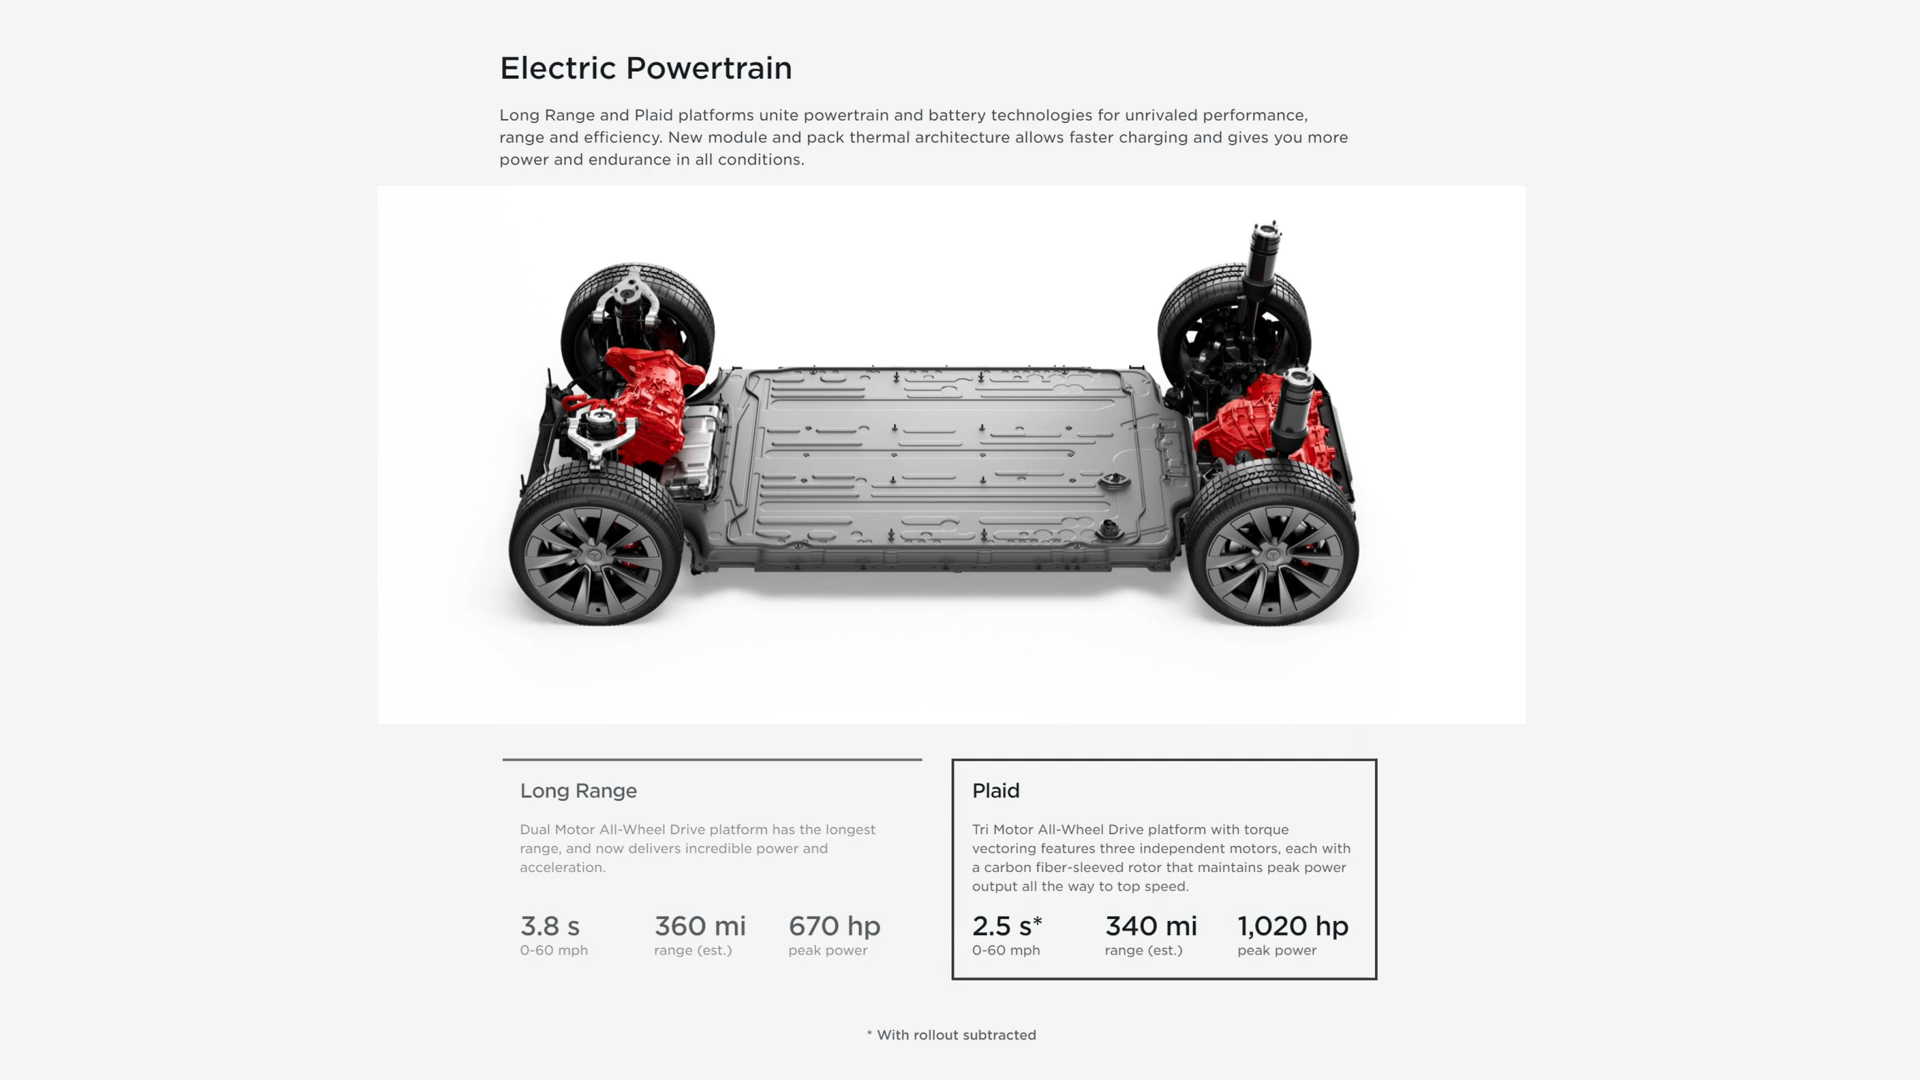 Electric Powertrain
Long Range and Plaid platforms unite powertrain and battery technologies for unrivaled performance,
range and efficiency. New module and pack thermal architecture allows faster charging and gives you more
power and endurance in all conditions.
Long Range
Dual Motor All-Wheel Drive platform has the longest
range, and now delivers incredible power and
acceleration.
3.8 s
0-60 mph
360 mi
range (est.)
670 hp
peak power
Plaid
Tri Motor All-Wheel Drive platform with torque
vectoring features three independent motors, each with
a carbon fiber-sleeved rotor that maintains peak power
output all the way to top speed.
2.5 s*
0-60 mph
340 mi
range (est.)
1,020 hp
peak power
* With rollout subtracted